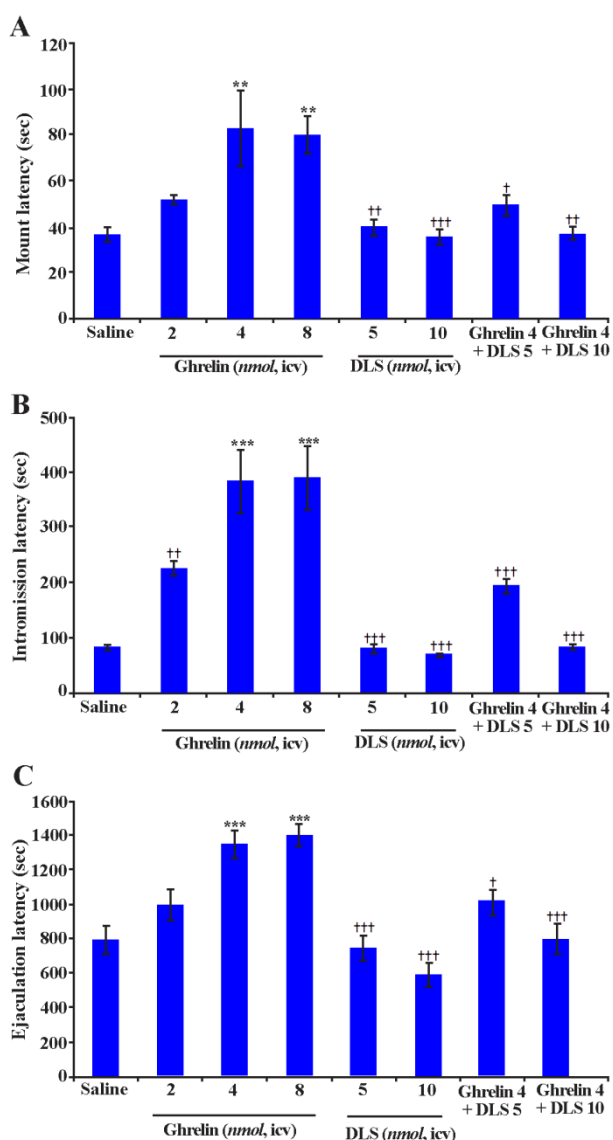 A
Mount latency (sec)
120
100
80
60
40
20
0
**
**
††
†††
†
††
Saline
2
4
8
5
10
Ghrelin 4
+ DLS 5
Ghrelin 4
+ DLS 10
Ghrelin (nmol, icv)
DLS (nmol, icv)
B
Intromission latency (sec)
500
400
300
200
100
0
††
***
***
†††
†††
†††
†††
Saline
2
4
8
5
10
Ghrelin 4
+ DLS 5
Ghrelin 4
+ DLS 10
Ghrelin (nmol, icv)
DLS (nmol, icv)
C
Ejaculation latency (sec)
1600
1400
1200
1000
800
600
400
200
0
***
***
†††
†††
†
†††
Saline
2
4
8
5
10
Ghrelin 4
+ DLS 5
Ghrelin 4
+ DLS 10
Ghrelin (nmol, icv)
DLS (nmol, icv)